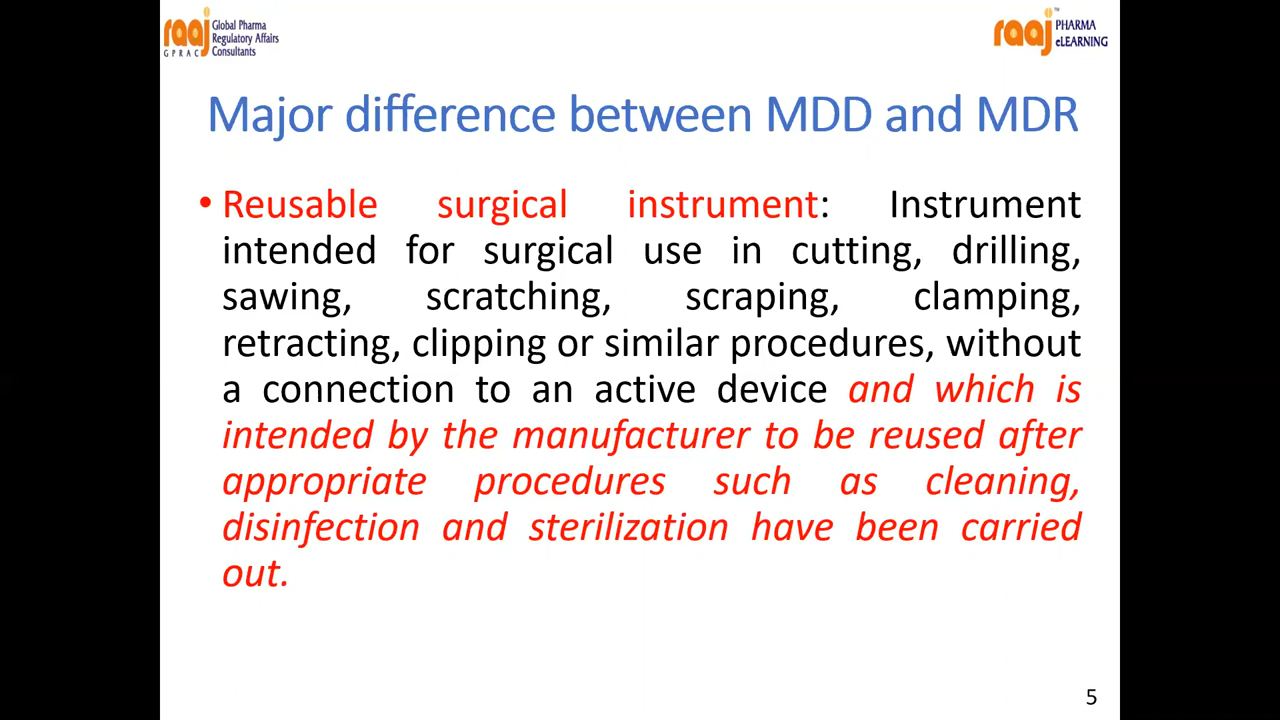 raaj Global Pharma
Regulatory Affairs
GPRAC Consultants
raaj™ PHARMA
eLEARNING
Major difference between MDD and MDR
• Reusable surgical instrument: Instrument
intended for surgical use in cutting, drilling,
sawing, scratching, scraping, clamping,
retracting, clipping or similar procedures, without
a connection to an active device and which is
intended by the manufacturer to be reused after
appropriate procedures such as cleaning,
disinfection and sterilization have been carried
out.
5